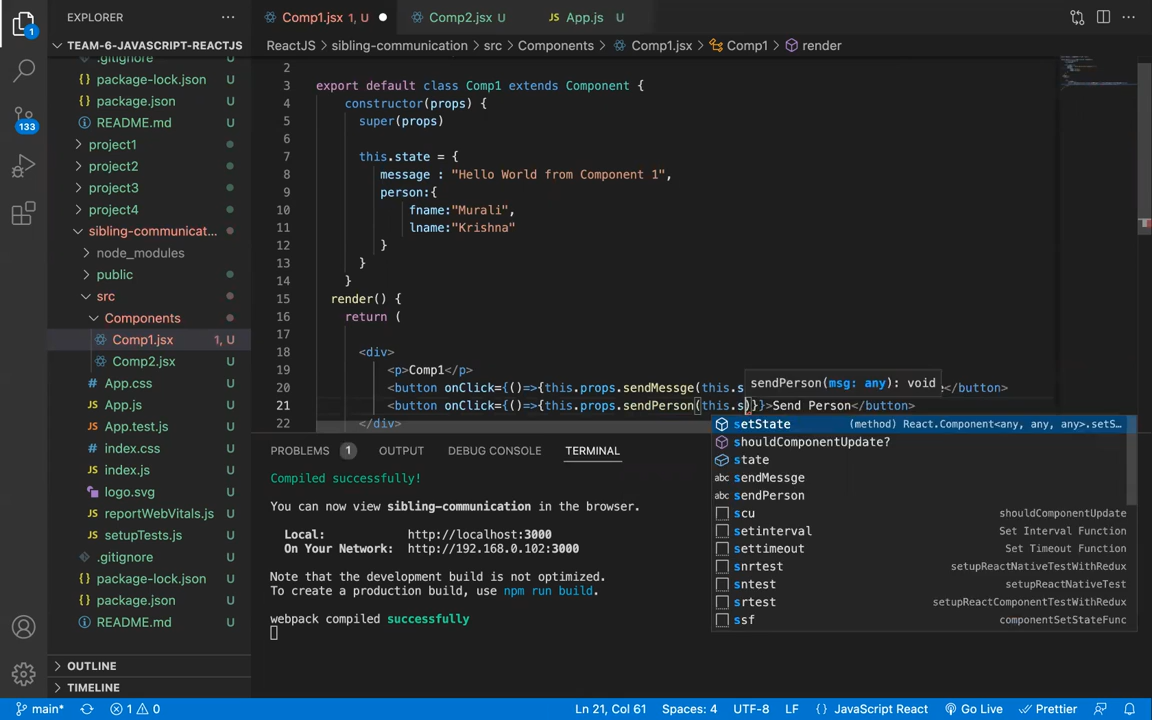 EXPLORER
Comp1.jsx 1, U
Comp2.jsx U
JS App.js U
1
TEAM-6-JAVASCRIPT-REACTJS
ReactJS > sibling-communication > src > Components > Comp1.jsx > Comp1 > render
.gitignore U
package-lock.json U
package.json U
README.md U
project1
project2
project3
project4
sibling-communicat...
node_modules
public
src
Components
Comp1.jsx 1, U
Comp2.jsx U
App.css U
JS App.js U
JS App.test.js U
index.css U
JS index.js U
logo.svg U
JS reportWebVitals.js U
JS setupTests.js U
.gitignore U
package-lock.json U
package.json U
README.md U
OUTLINE
TIMELINE
133
2
3 export default class Comp1 extends Component {
4 constructor(props) {
5 super(props)
6
7 this.state = {
8 message : "Hello World from Component 1",
9 person:{
10 fname:"Murali",
11 lname:"Krishna"
12 }
13 }
14 }
15 render() {
16 return (
17
18 <div>
19 <p>Comp1</p>
20 <button onClick={()=>{this.props.sendMessge(this.s e</button>
sendPerson(msg: any): void
21 <button onClick={()=>{this.props.sendPerson(this.s)}}>Send Person</button>
22 </div>
setState (method) React.Component<any, any, any>.setS...
shouldComponentUpdate?
state
abc sendMessge
abc sendPerson
scu shouldComponentUpdate
setinterval Set Interval Function
settimeout Set Timeout Function
snrtest setupReactNativeTestWithRedux
sntest setupReactNativeTest
srtest setupReactComponentTestWithRedux
ssf componentSetStateFunc
PROBLEMS 1 OUTPUT DEBUG CONSOLE TERMINAL
Compiled successfully!
You can now view sibling-communication in the browser.
Local: http://localhost:3000
On Your Network: http://192.168.0.102:3000
Note that the development build is not optimized.
To create a production build, use npm run build.
webpack compiled successfully
main* 1 0 Ln 21, Col 61 Spaces: 4 UTF-8 LF {} JavaScript React Go Live Prettier